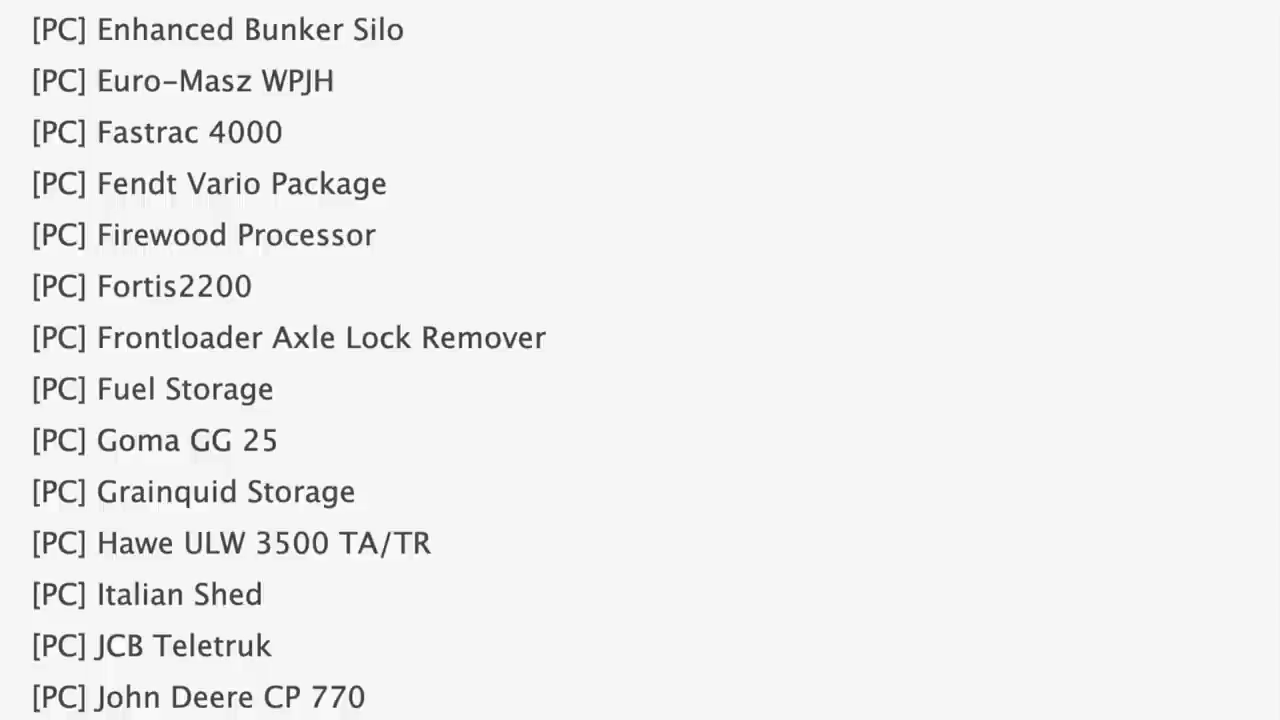 [PC] Enhanced Bunker Silo
[PC] Euro-Masz WPJH
[PC] Fastrac 4000
[PC] Fendt Vario Package
[PC] Firewood Processor
[PC] Fortis2200
[PC] Frontloader Axle Lock Remover
[PC] Fuel Storage
[PC] Goma GG 25
[PC] Grainquid Storage
[PC] Hawe ULW 3500 TA/TR
[PC] Italian Shed
[PC] JCB Teletruk
[PC] John Deere CP 770